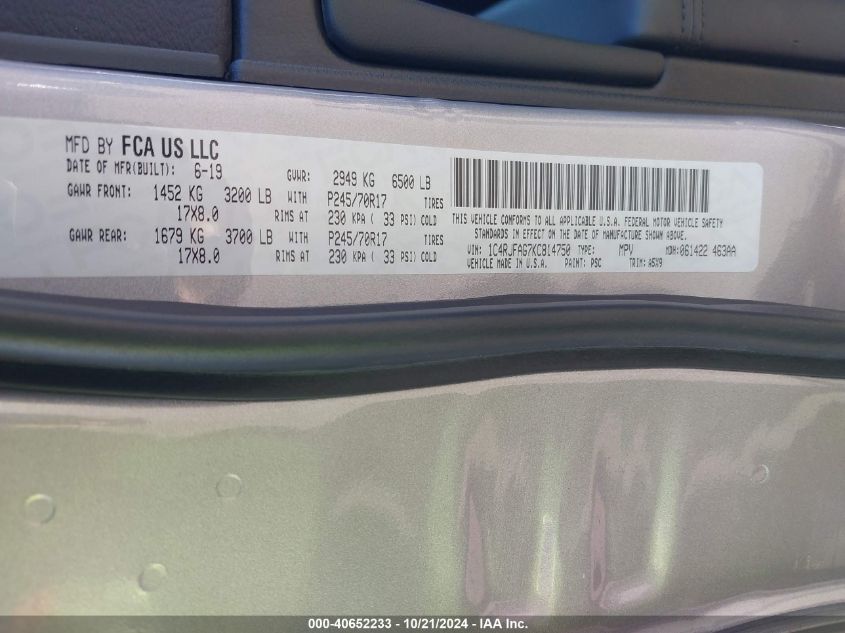 MFD BY FCA US LLC
DATE OF MFR(BUILT): 6-19 GVWR: 2949 KG 6500 LB
GAWR FRONT: 1452 KG 3200 LB WITH P245/70R17 TIRES
17X8.0 RIMS AT 230 KPA ( 33 PSI) COLD
GAWR REAR: 1679 KG 3700 LB WITH P245/70R17 TIRES
17X8.0 RIMS AT 230 KPA ( 33 PSI) COLD
THIS VEHICLE CONFORMS TO ALL APPLICABLE U.S.A. FEDERAL MOTOR VEHICLE SAFETY
STANDARDS IN EFFECT ON THE DATE OF MANUFACTURE SHOWN ABOVE.
VIN: 1C4RJFAG7KC814750 TYPE: MPV MDH: 061422 463AA
VEHICLE MADE IN U.S.A. PAINT: PSC TRIM: A5X9
000-40652233 - 10/21/2024 - IAA Inc.